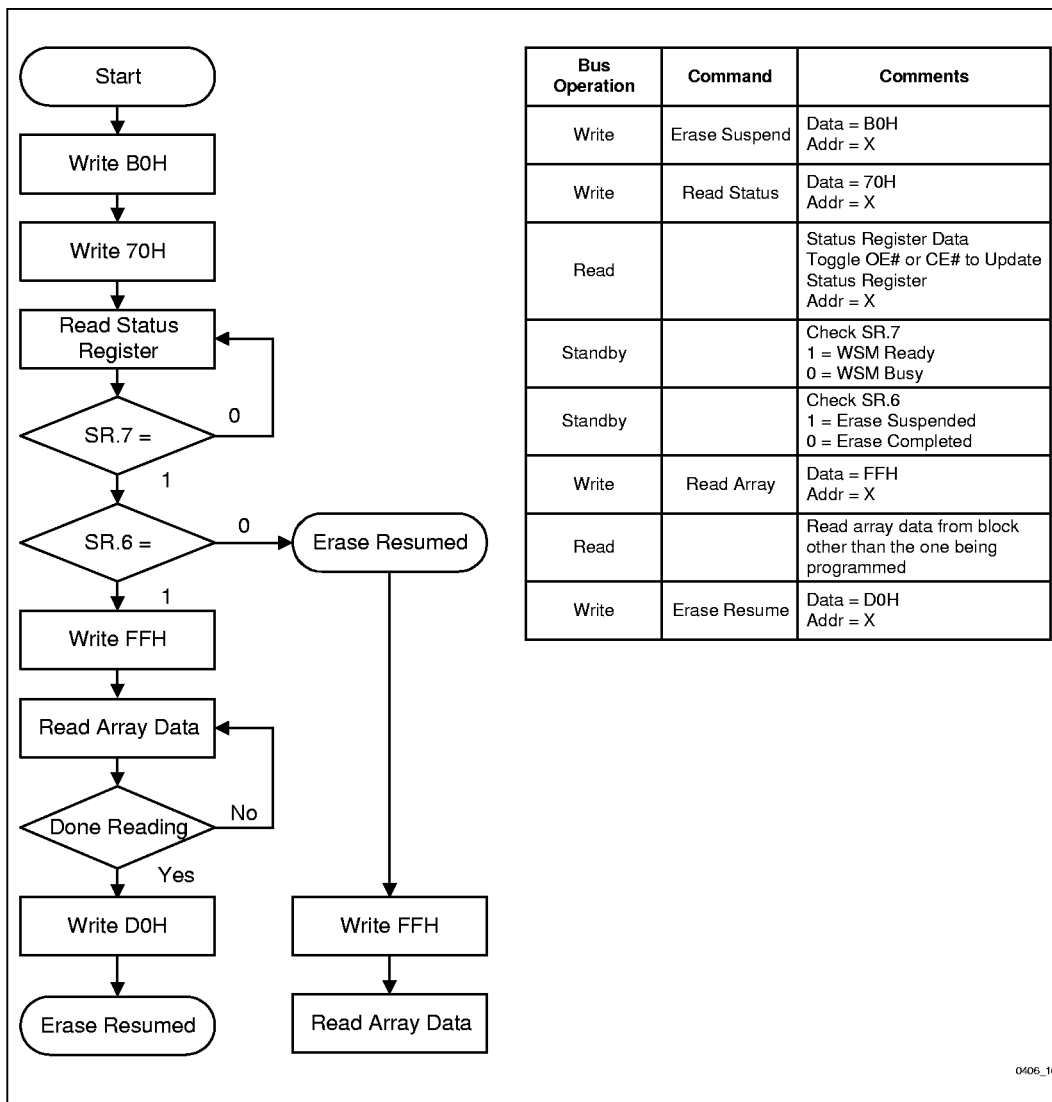 Start
Write B0H
Write 70H
Read Status
Register
0
SR.7 =
1
0
SR.6 =
Erase Resumed
1
Write FFH
Read Array Data
No
Done Reading
Yes
Write D0H
Write FFH
Erase Resumed
Read Array Data
Bus
Operation
Command
Comments
Write
Erase Suspend
Data = B0H
Addr = X
Write
Read Status
Data = 70H
Addr = X
Read
Status Register Data
Toggle OE# or CE# to Update
Status Register
Addr = X
Standby
Check SR.7
1 = WSM Ready
0 = WSM Busy
Standby
Check SR.6
1 = Erase Suspended
0 = Erase Completed
Write
Read Array
Data = FFH
Addr = X
Read
Read array data from block
other than the one being
programmed
Write
Erase Resume
Data = D0H
Addr = X